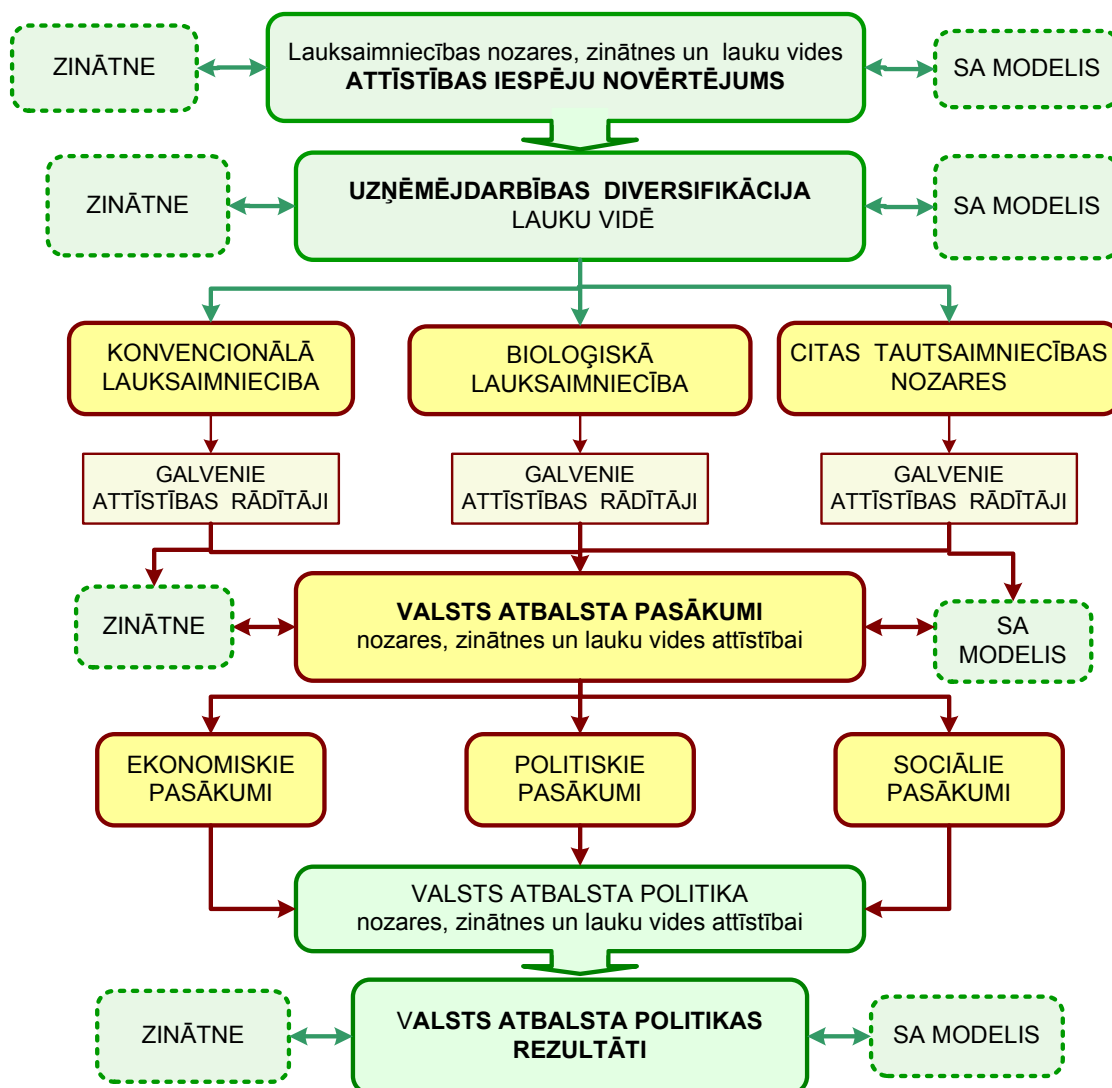 ZINĀTNE
Lauksaimniecības nozares, zinātnes un lauku vides
ATTĪSTĪBAS IESPĒJU NOVĒRTĒJUMS
SA MODELIS
ZINĀTNE
UZŅĒMĒJDARBĪBAS DIVERSIFIKĀCIJA
LAUKU VIDĒ
SA MODELIS
KONVENCIONĀLĀ
LAUKSAIMNIECIBA
BIOLOĢISKĀ
LAUKSAIMNIECĪBA
CITAS TAUTSAIMNIECĪBAS
NOZARES
GALVENIE
ATTĪSTĪBAS RĀDĪTĀJI
GALVENIE
ATTĪSTĪBAS RĀDĪTĀJI
GALVENIE
ATTĪSTĪBAS RĀDĪTĀJI
ZINĀTNE
VALSTS ATBALSTA PASĀKUMI
nozares, zinātnes un lauku vides attīstībai
SA
MODELIS
EKONOMISKIE
PASĀKUMI
POLITISKIE
PASĀKUMI
SOCIĀLIE
PASĀKUMI
VALSTS ATBALSTA POLITIKA
nozares, zinātnes un lauku vides attīstībai
ZINĀTNE
VALSTS ATBALSTA POLITIKAS
REZULTĀTI
SA MODELIS